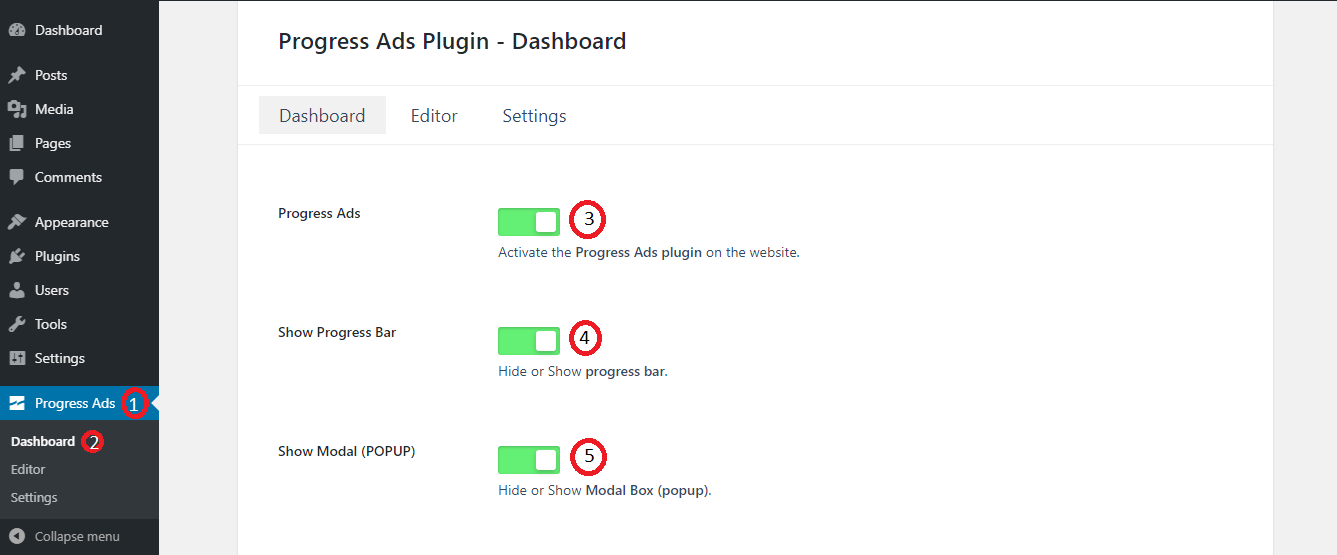 Dashboard
Posts
Media
Pages
Comments
Appearance
Plugins
Users
Tools
Settings
Progress Ads 1
Dashboard 2
Editor
Settings
Collapse menu
Progress Ads Plugin - Dashboard
Dashboard Editor Settings
Progress Ads 3
Activate the Progress Ads plugin on the website.
Show Progress Bar 4
Hide or Show progress bar.
Show Modal (POPUP) 5
Hide or Show Modal Box (popup).